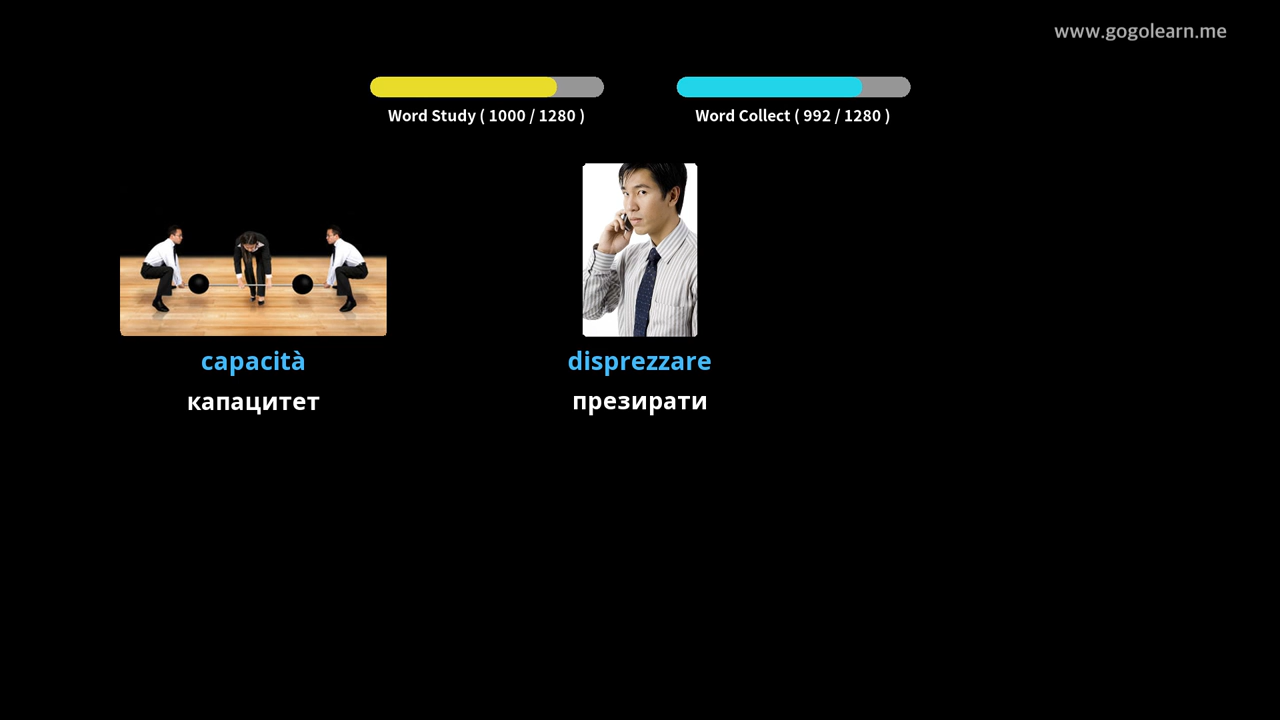 www.gogolearn.me
Word Study ( 1000 / 1280 )
Word Collect ( 992 / 1280 )
capacità
капацитет
disprezzare
презирати